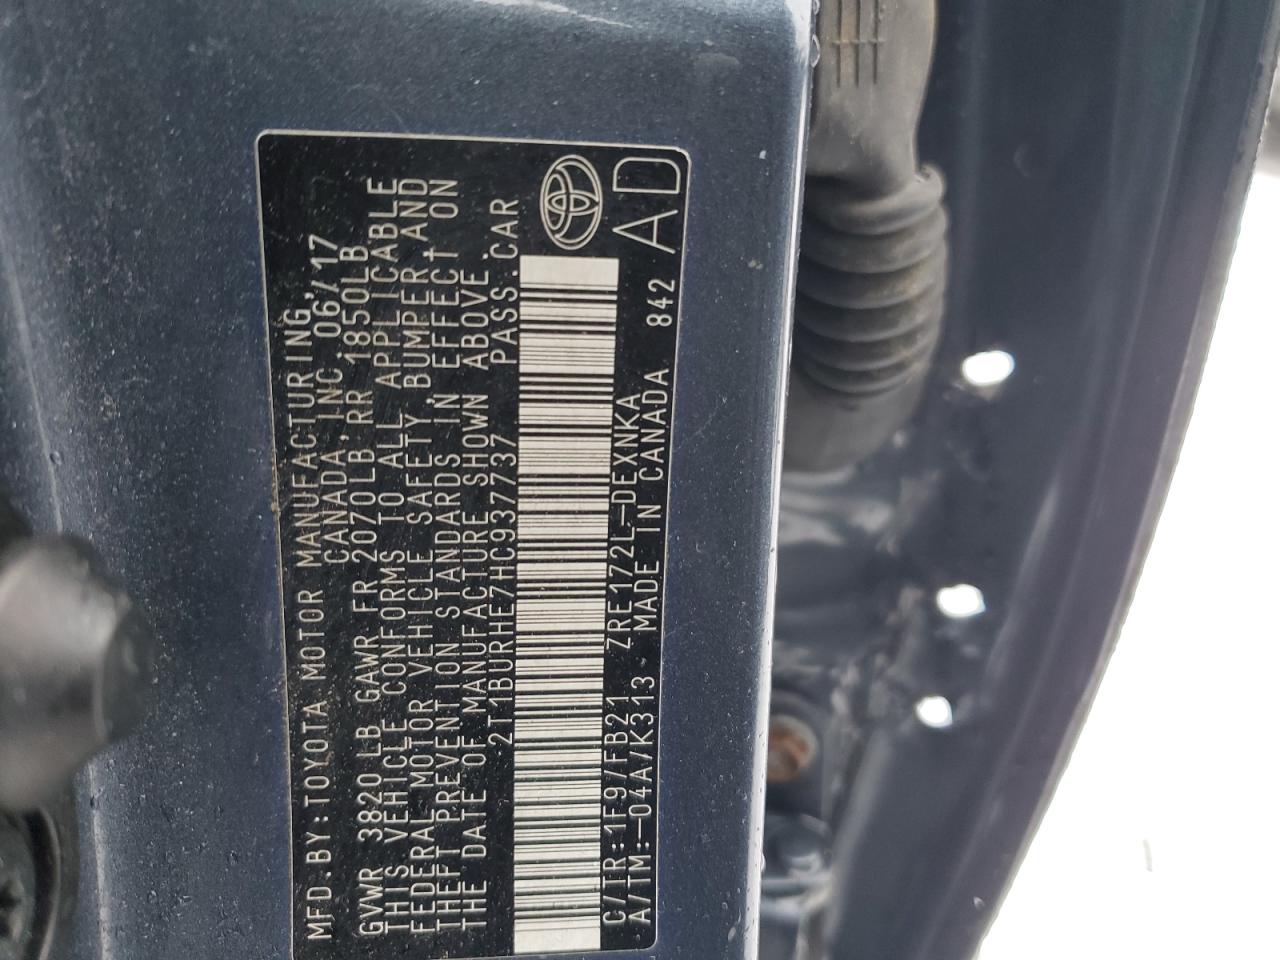 MFD.BY:TOYOTA MOTOR MANUFACTURING,
CANADA, INC. 06/17
GVWR 3820LB GAWR FR 2070LB, RR 1850LB
THIS VEHICLE CONFORMS TO ALL APPLICABLE
FEDERAL MOTOR VEHICLE SAFETY, BUMPER, AND
THEFT PREVENTION STANDARDS IN EFFECT ON
THE DATE OF MANUFACTURE SHOWN ABOVE.
2T1BURHE7HC937737 PASS.CAR
C/TR:1F9/FB21 ZRE172L-DEXNKA
A/TM:-04A/K313 MADE IN CANADA 842
AD